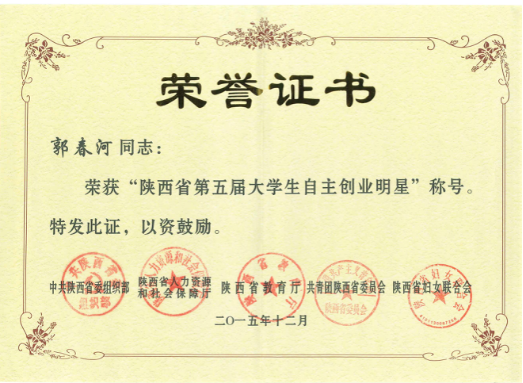 荣誉证书
郭春河 同志：
荣获“陕西省第五届大学生自主创业明星”称号。
特发此证，以资鼓励。
中共陕西省委组织部 陕西省人力资源和社会保障厅 陕西省教育厅 共青团陕西省委员会 陕西省妇女联合会
二〇一五年十二月